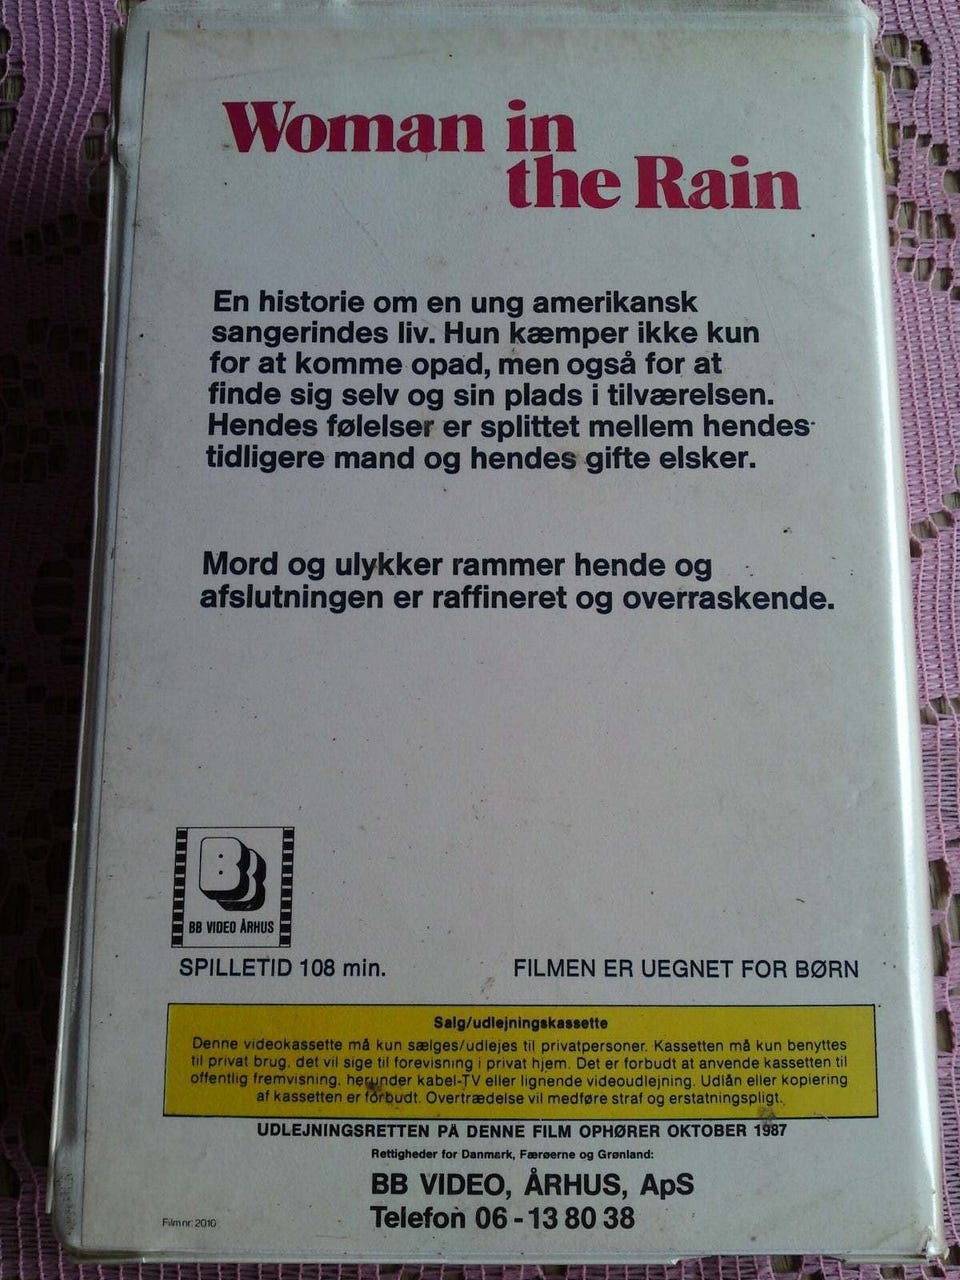 Woman in
the Rain
En historie om en ung amerikansk
sangerindes liv. Hun kæmper ikke kun
for at komme opad, men også for at
finde sig selv og sin plads i tilværelsen.
Hendes følelser er splittet mellem hendes
tidligere mand og hendes gifte elsker.
Mord og ulykker rammer hende og
afslutningen er raffineret og overraskende.
BB
BB VIDEO ÅRHUS
SPILLETID 108 min.
FILMEN ER UEGNET FOR BØRN
Salg/udlejningskassette
Denne videokassette må kun sælges/udlejes til privatpersoner. Kassetten må kun benyttes
til privat brug, det vil sige til forevisning i privat hjem. Det er forbudt at anvende kassetten til
offentlig fremvisning, herunder kabel-TV eller lignende videoudlejning. Udlån eller kopiering
af kassetten er forbudt. Overtrædelse vil medføre straf og erstatningspligt.
UDLEJNINGSRETTEN PÅ DENNE FILM OPHØRER OKTOBER 1987
Rettigheder for Danmark, Færøerne og Grønland:
BB VIDEO, ÅRHUS, ApS
Telefon 06 - 13 80 38
Film nr. 2010